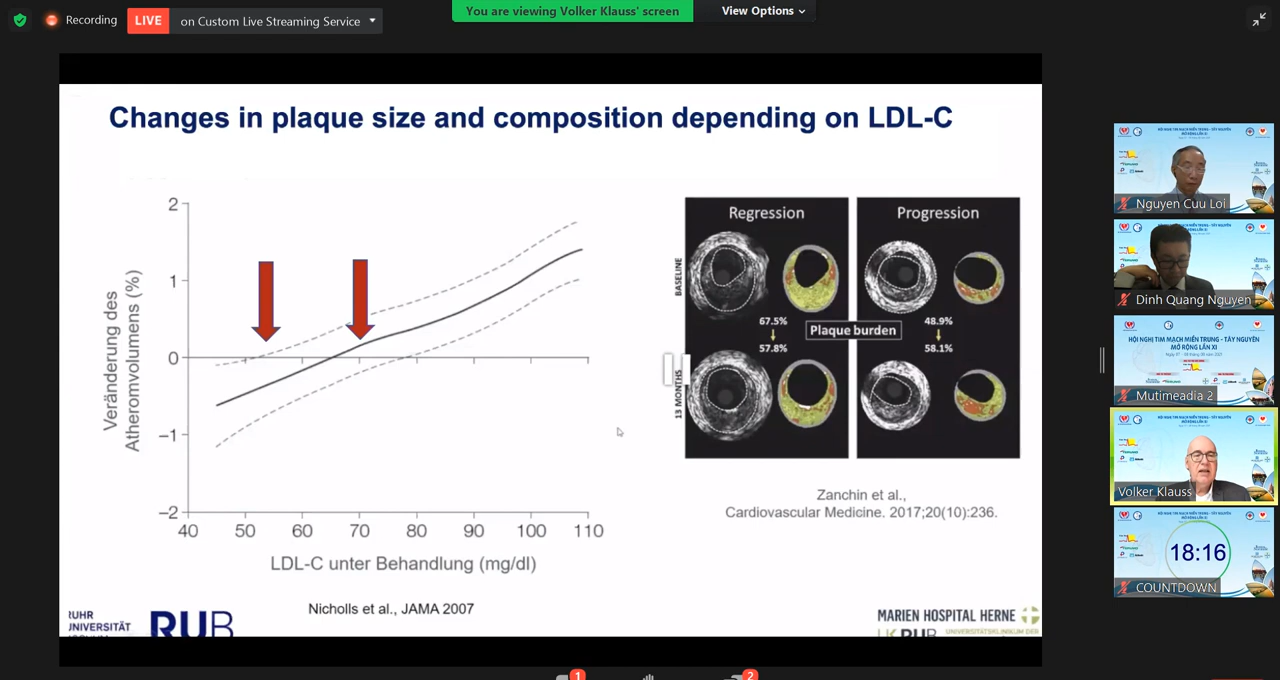 Recording
LIVE
on Custom Live Streaming Service
You are viewing Volker Klauss' screen
View Options
Changes in plaque size and composition depending on LDL-C
Veränderung des
Atheromvolumens (%)
2
1
0
−1
−2
40 50 60 70 80 90 100 110
LDL-C unter Behandlung (mg/dl)
Nicholls et al., JAMA 2007
Regression
Progression
BASELINE
67.5%
57.8%
Plaque burden
48.9%
58.1%
13 MONTHS
Zanchin et al.,
Cardiovascular Medicine. 2017;20(10):236.
RUHR
UNIVERSITÄT
RUB
MARIEN HOSPITAL HERNE
UK RUB UNIVERSITÄTSKLINIKUM DER
Nguyen Cuu Loi
Dinh Quang Nguyen
HỘI NGHỊ TIM MẠCH MIỀN TRUNG - TÂY NGUYÊN
MỞ RỘNG LẦN XI
Mutimeadia 2
Volker Klauss
18:16
COUNTDOWN
1
2